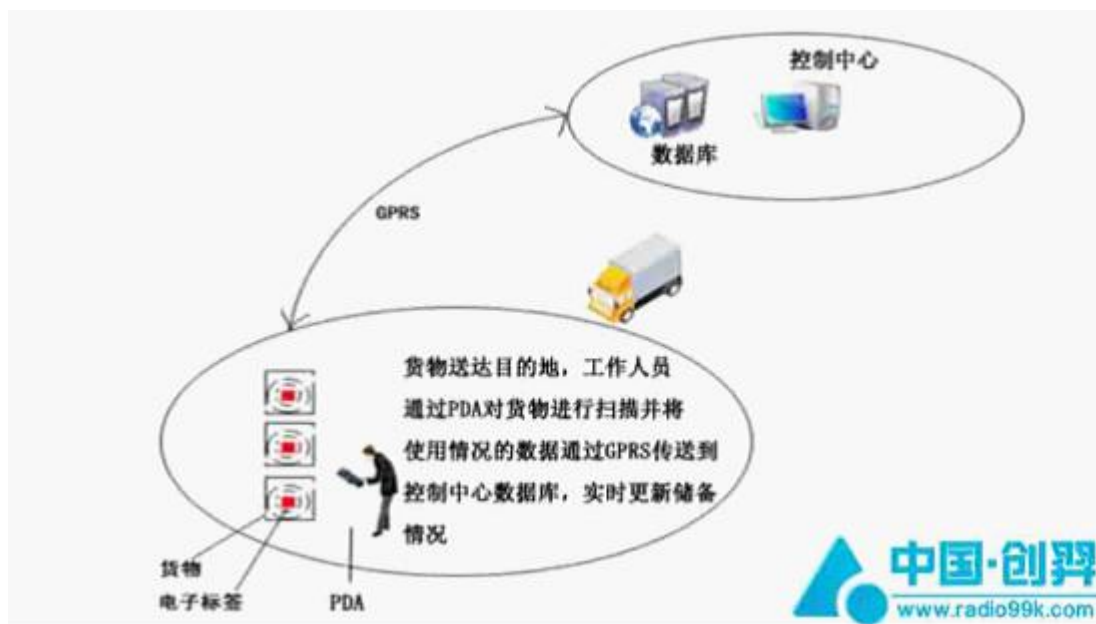 控制中心
数据库
GPRS
货物送达目的地，工作人员
通过PDA对货物进行扫描并将
使用情况的数据通过GPRS传送到
控制中心数据库，实时更新储备
情况
货物
电子标签
PDA
中国·创羿
www.radio99k.com